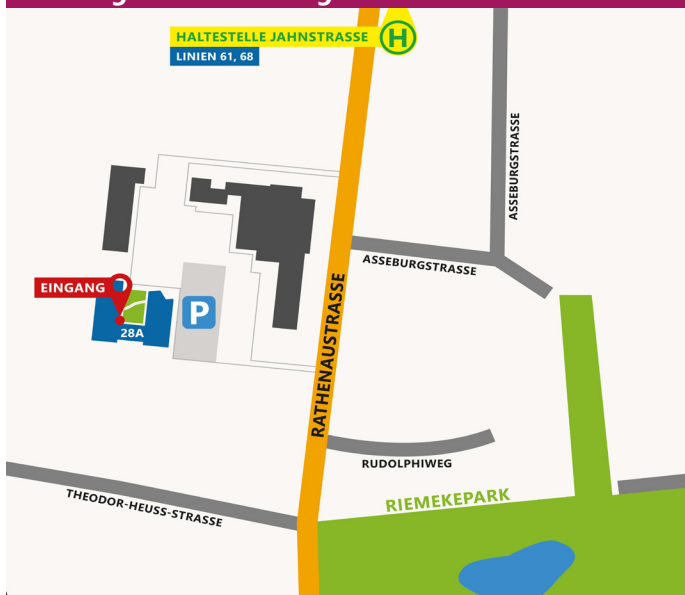 HALTESTELLE JAHNSTRASSE
H
LINIEN 61, 68
ASSEBURGSTRASSE
ASSEBURGSTRASSE
EINGANG
P
28A
RATHENAUSTRASSE
RUDOLPHIWEG
THEODOR-HEUSS-STRASSE
RIEMEKEPARK